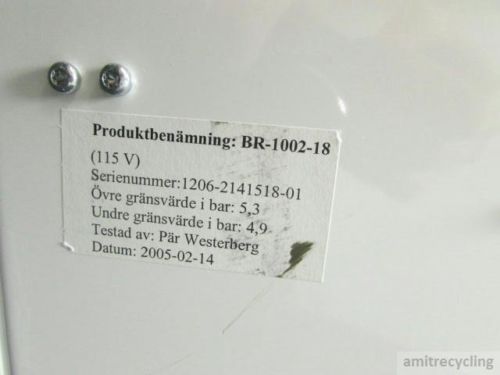 Produktbenämning: BR-1002-18
(115 V)
Serienummer:1206-2141518-01
Övre gränsvärde i bar: 5,3
Undre gränsvärde i bar: 4,9
Testad av: Pär Westerberg
Datum: 2005-02-14
amitrecycling